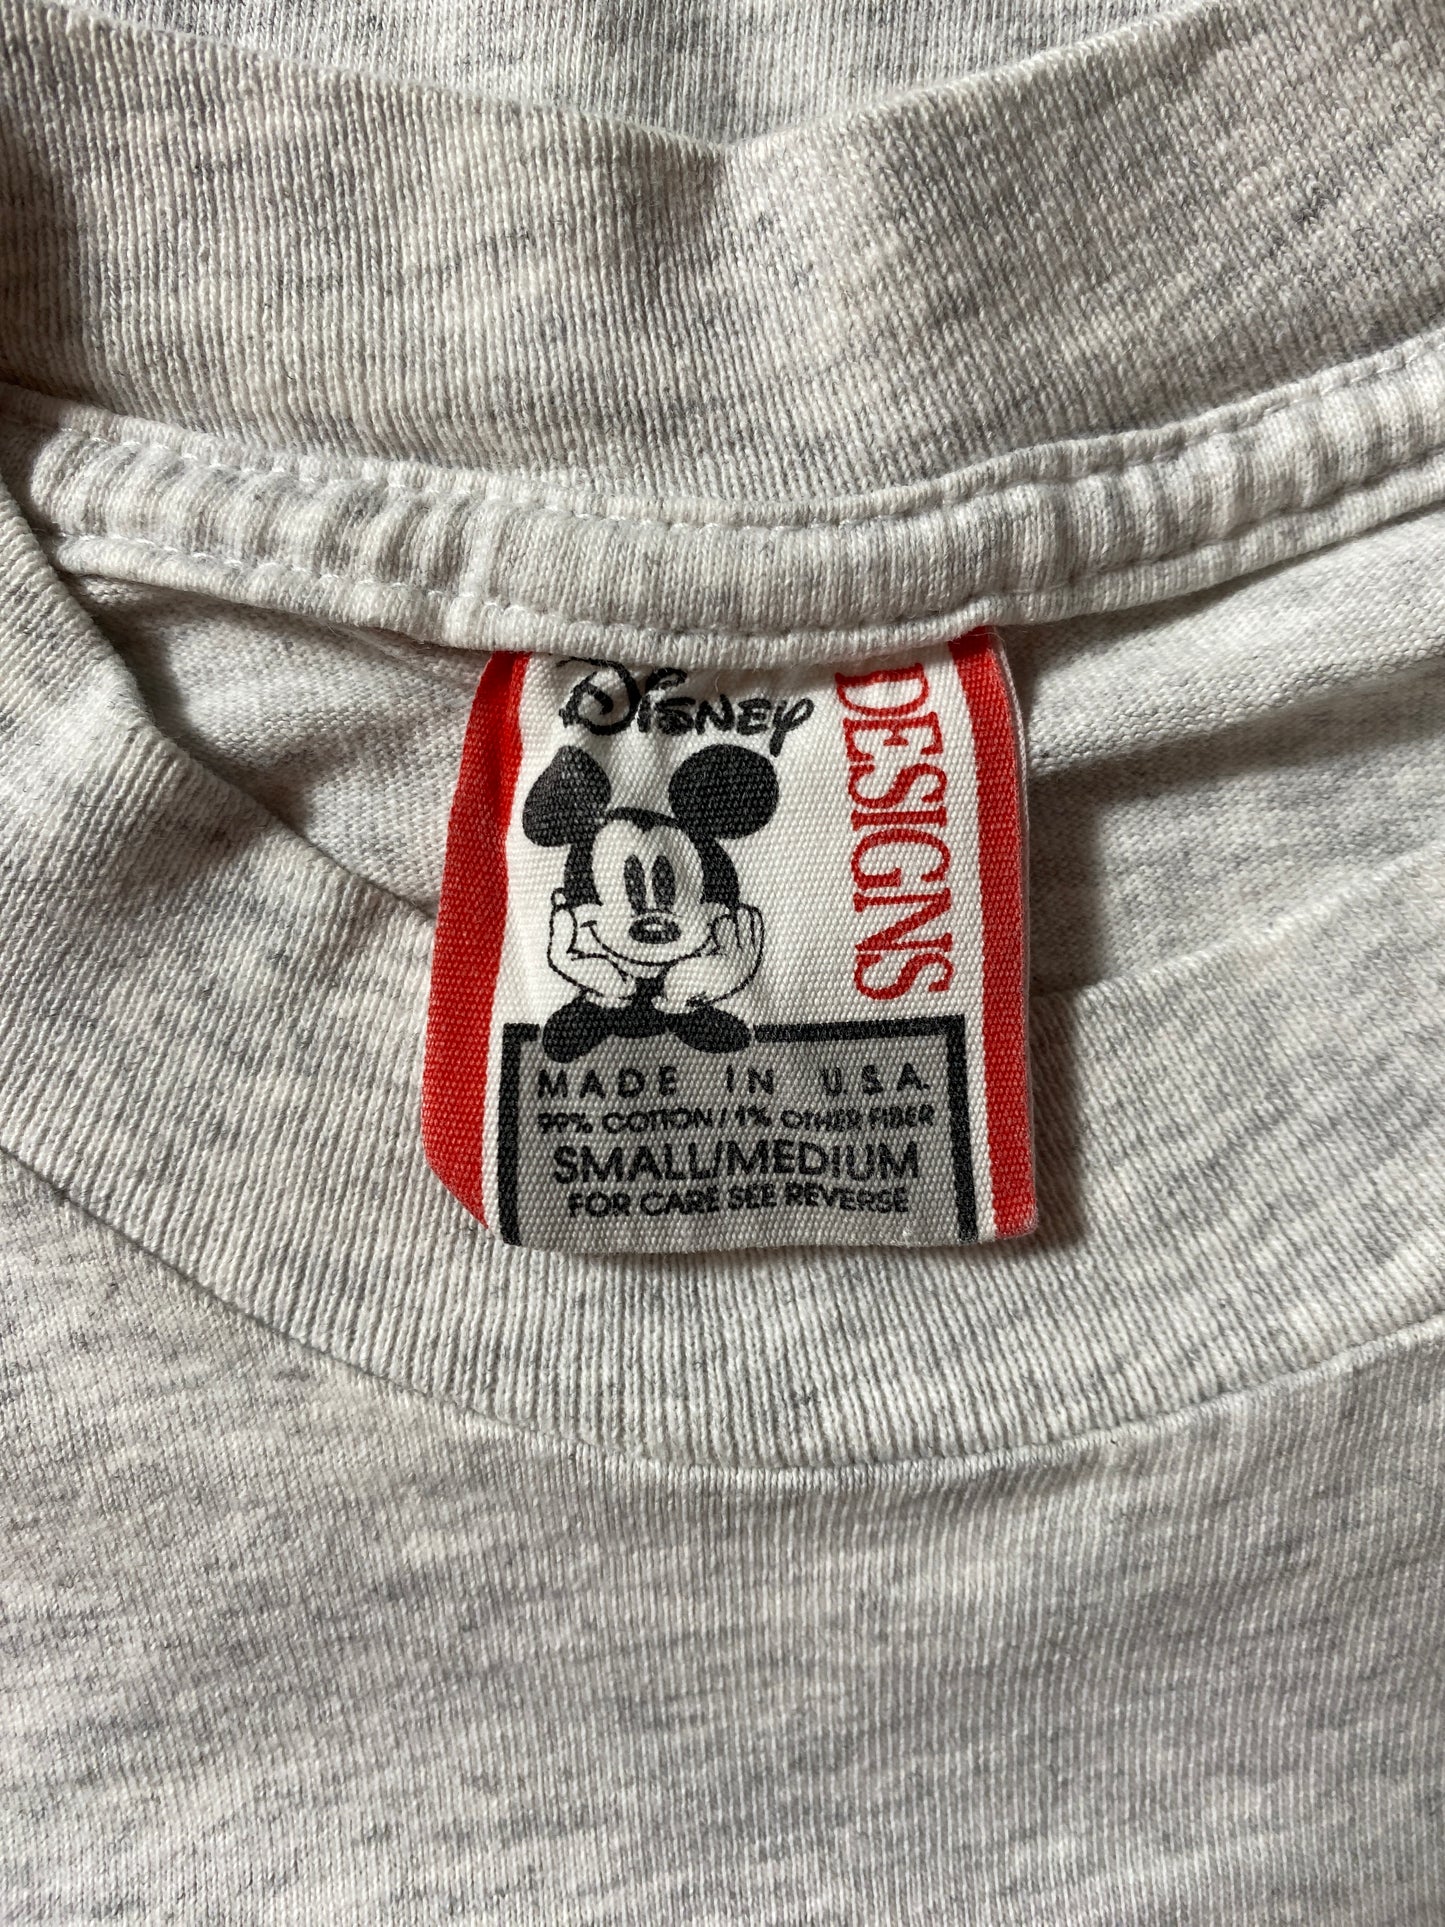 Disney
DESIGNS
MADE IN U.S.A.
99% COTTON/1% OTHER FIBER
SMALL/MEDIUM
FOR CARE SEE REVERSE